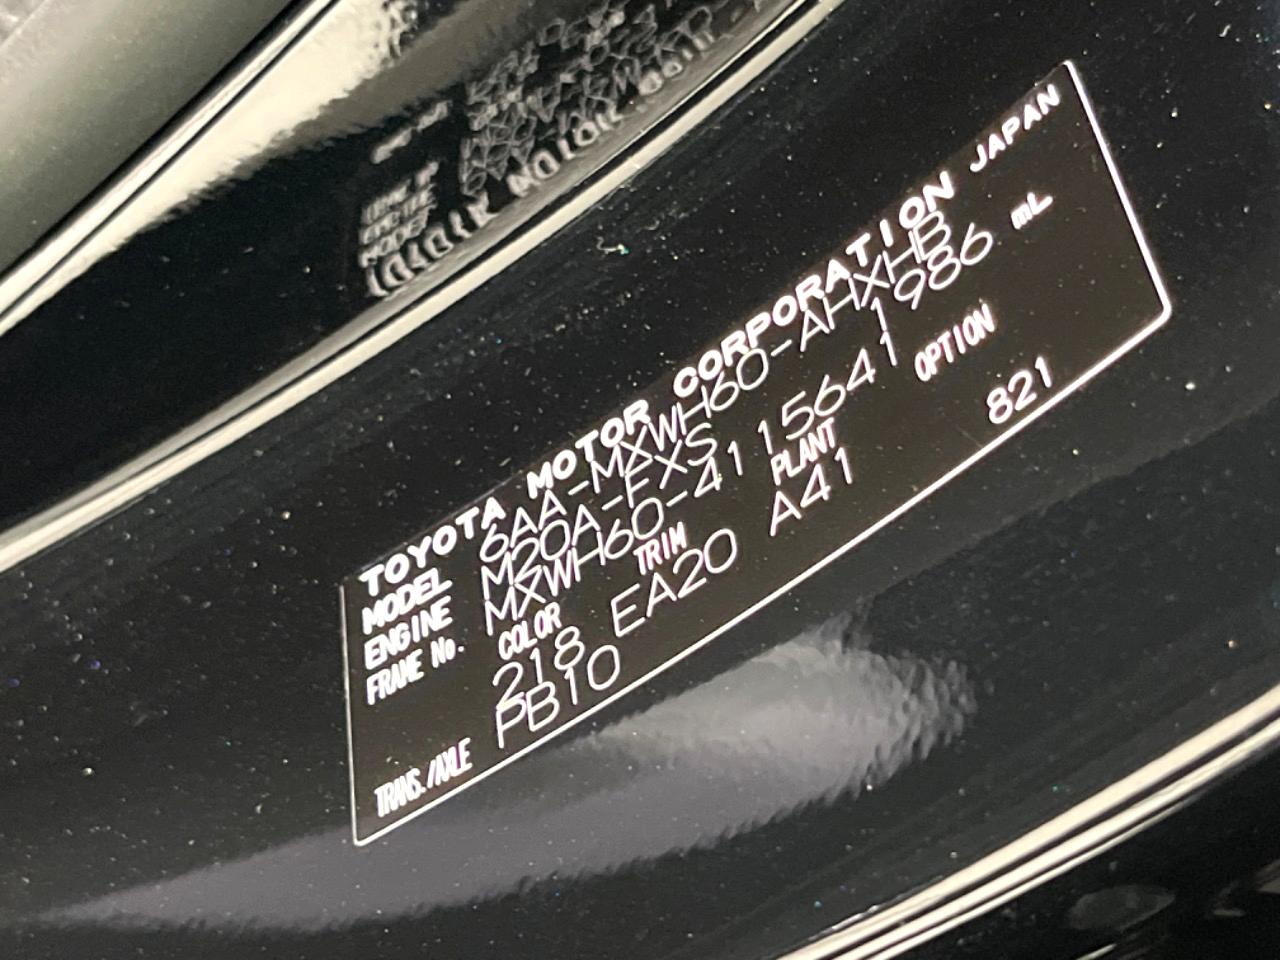 TOYOTA MOTOR CORPORATION JAPAN
MODEL 6AA-MXWH60-AHXHB
ENGINE M20A-FXS 1986 mL
FRAME No. MXWH60-4115641
COLOR TRIM PLANT OPTION
218 EA20 A41 821
TRANS./AXLE PB10